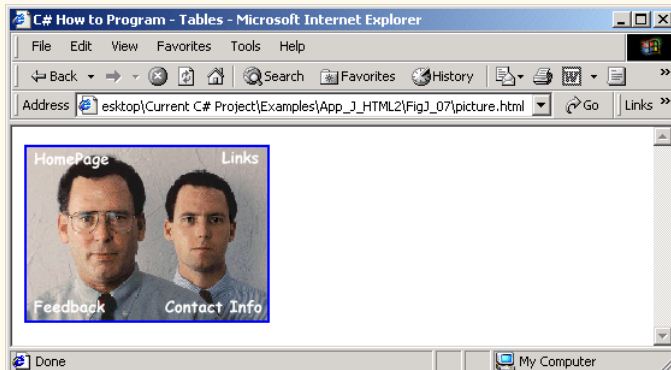 C# How to Program - Tables - Microsoft Internet Explorer
File Edit View Favorites Tools Help
Back Search Favorites History »
Address esktop\Current C# Project\Examples\App_J_HTML2\FigJ_07\picture.html Go Links »
HomePage Links
Feedback Contact Info
Done My Computer